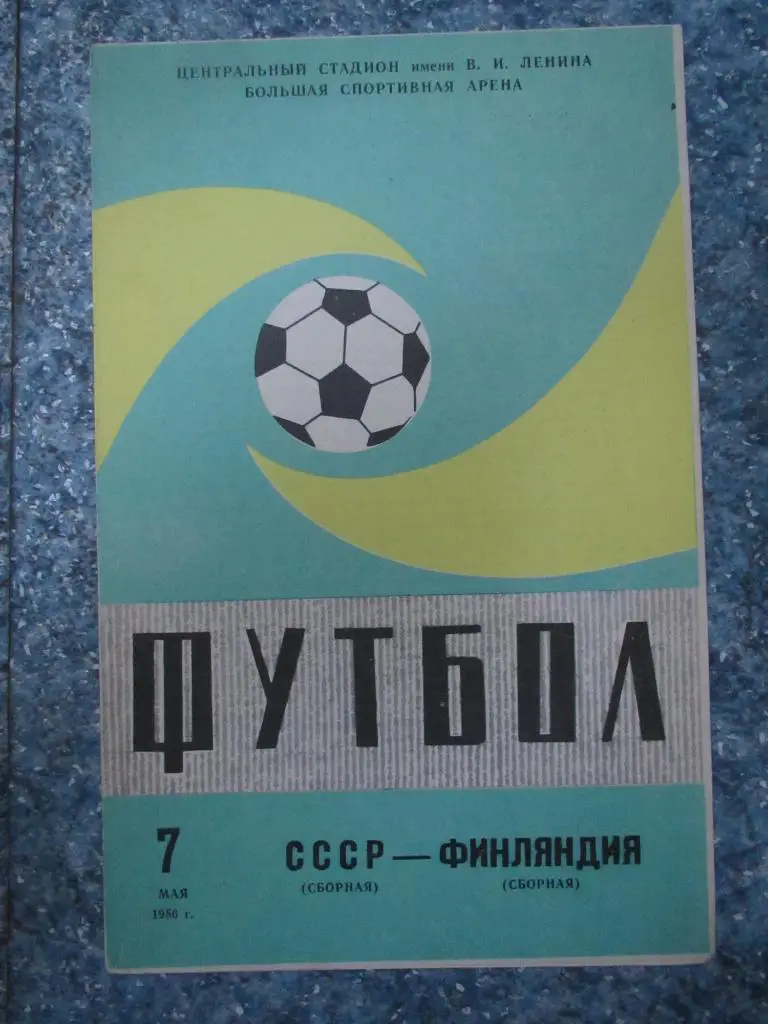 ЦЕНТРАЛЬНЫЙ СТАДИОН имени В. И. ЛЕНИНА
БОЛЬШАЯ СПОРТИВНАЯ АРЕНА
ФУТБОЛ
7 СССР — ФИНЛЯНДИЯ
(СБОРНАЯ) (СБОРНАЯ)
МАЯ
1986 г.